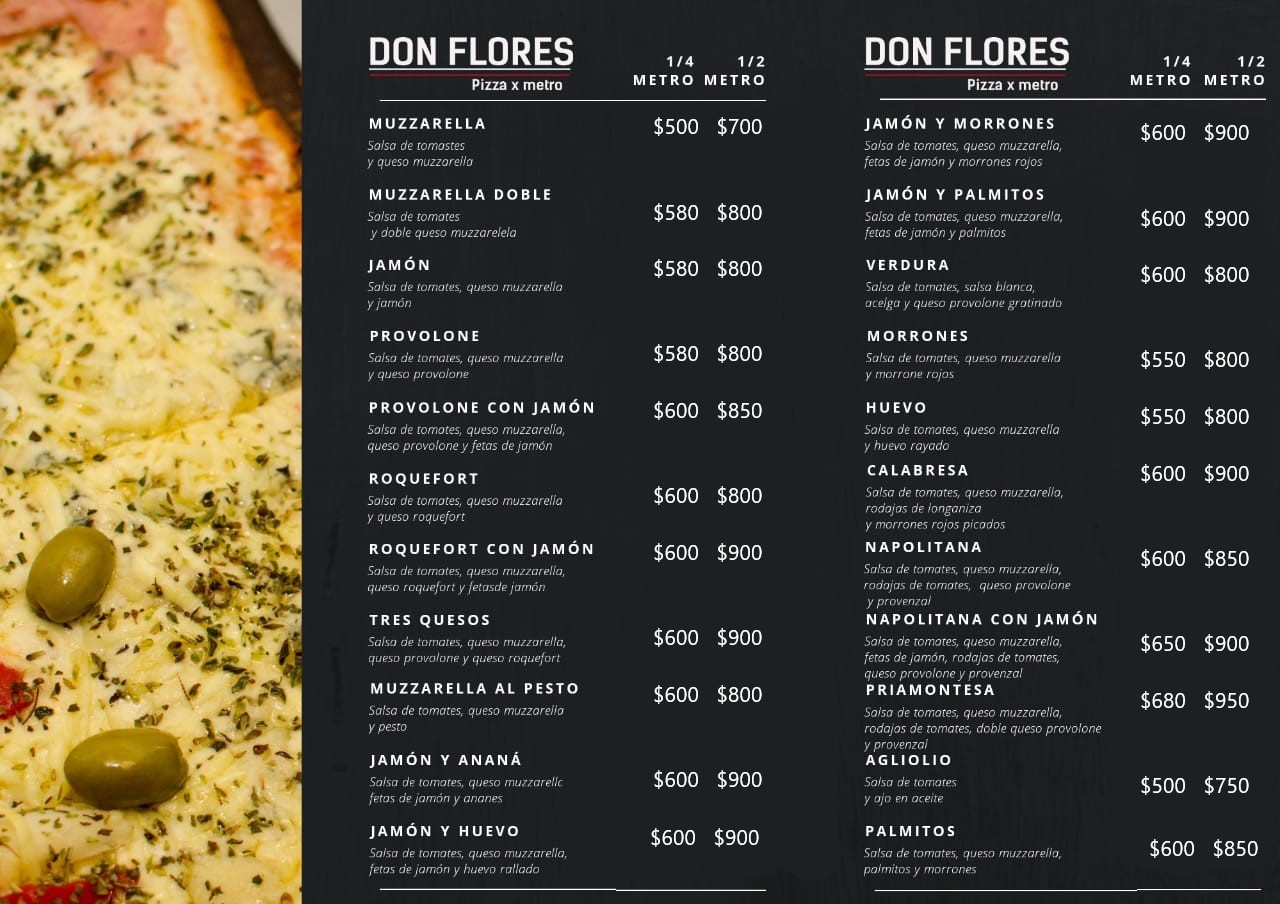 DON FLORES
Pizza x metro
1/4 METRO 1/2 METRO
MUZZARELLA $500 $700
Salsa de tomastes
y queso muzzarella
MUZZARELLA DOBLE
Salsa de tomates $580 $800
y doble queso muzzarelela
JAMÓN $580 $800
Salsa de tomates, queso muzzarella
y jamón
PROVOLONE
Salsa de tomates, queso muzzarella $580 $800
y queso provolone
PROVOLONE CON JAMÓN $600 $850
Salsa de tomates, queso muzzarella,
queso provolone y fetas de jamón
ROQUEFORT
Salsa de tomates, queso muzzarella $600 $800
y queso roquefort
ROQUEFORT CON JAMÓN $600 $900
Salsa de tomates, queso muzzarella,
queso roquefort y fetasde jamón
TRES QUESOS
Salsa de tomates, queso muzzarella, $600 $900
queso provolone y queso roquefort
MUZZARELLA AL PESTO $600 $800
Salsa de tomates, queso muzzarella
y pesto
JAMÓN Y ANANÁ
Salsa de tomates, queso muzzarellc $600 $900
fetas de jamón y ananes
JAMÓN Y HUEVO $600 $900
Salsa de tomates, queso muzzarella,
fetas de jamón y huevo rallado
DON FLORES
Pizza x metro
1/4 METRO 1/2 METRO
JAMÓN Y MORRONES $600 $900
Salsa de tomates, queso muzzarella,
fetas de jamón y morrones rojos
JAMÓN Y PALMITOS
Salsa de tomates, queso muzzarella, $600 $900
fetas de jamón y palmitos
VERDURA $600 $800
Salsa de tomates, salsa blanca,
acelga y queso provolone gratinado
MORRONES
Salsa de tomates, queso muzzarella $550 $800
y morrone rojos
HUEVO $550 $800
Salsa de tomates, queso muzzarella
y huevo rayado
CALABRESA $600 $900
Salsa de tomates, queso muzzarella,
rodajas de longaniza
y morrones rojos picados
NAPOLITANA $600 $850
Salsa de tomates, queso muzzarella,
rodajas de tomates, queso provolone
y provenzal
NAPOLITANA CON JAMÓN
Salsa de tomates, queso muzzarella, $650 $900
fetas de jamón, rodajas de tomates,
queso provolone y provenzal
PRIAMONTESA $680 $950
Salsa de tomates, queso muzzarella,
rodajas de tomates, doble queso provolone
y provenzal
AGLIOLIO
Salsa de tomates $500 $750
y ajo en aceite
PALMITOS
Salsa de tomates, queso muzzarella, $600 $850
palmitos y morrones